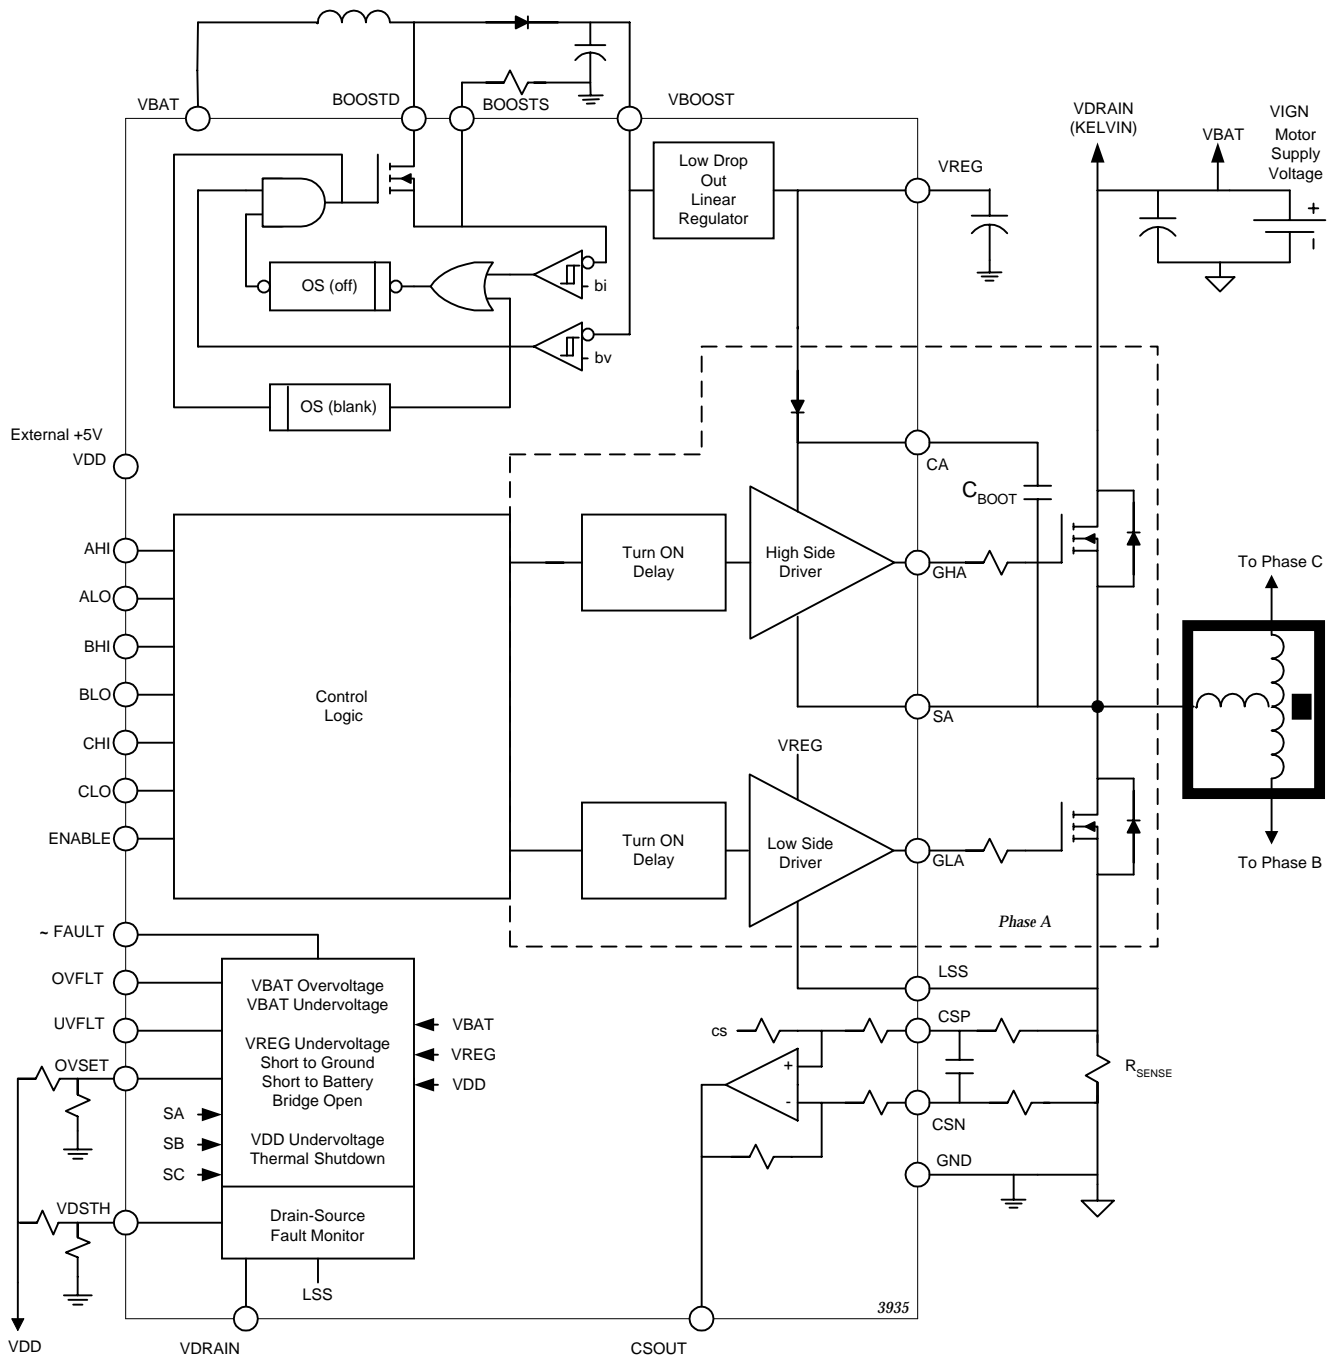 VBAT
BOOSTD
BOOSTS
VBOOST
VDRAIN
(KELVIN)
VBAT
VIGN
Motor
Supply
Voltage
+
–
Low Drop
Out
Linear
Regulator
VREG
OS (off)
bi
bv
OS (blank)
External +5V
VDD
CA
CBOOT
AHI
ALO
BHI
BLO
CHI
CLO
ENABLE
Control
Logic
Turn ON
Delay
High Side
Driver
GHA
To Phase C
SA
VREG
Turn ON
Delay
Low Side
Driver
GLA
To Phase B
Phase A
~ FAULT
OVFLT
UVFLT
OVSET
SA
SB
SC
VDSTH
VDD
VBAT Overvoltage
VBAT Undervoltage
VREG Undervoltage
Short to Ground
Short to Battery
Bridge Open
VDD Undervoltage
Thermal Shutdown
VBAT
VREG
VDD
Drain-Source
Fault Monitor
LSS
VDRAIN
LSS
CSP
cs
+
-
RSENSE
CSN
GND
3935
CSOUT